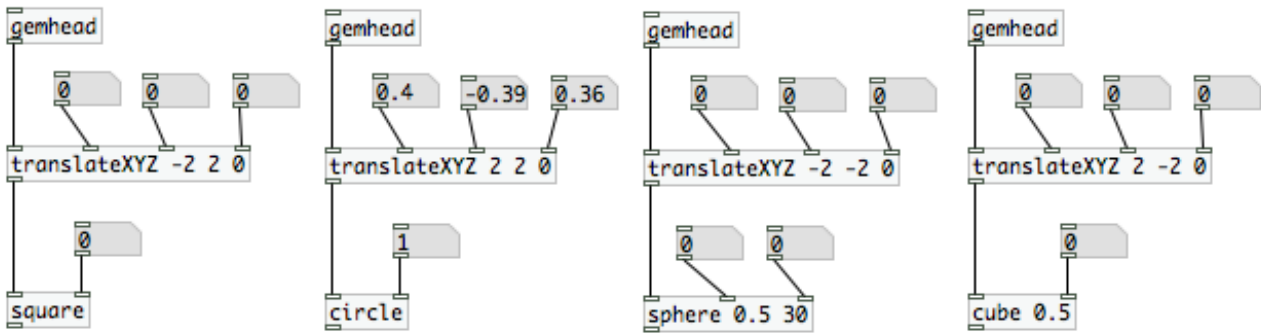 gemhead
0 0 0
translateXYZ -2 2 0
0
square
gemhead
0.4 -0.39 0.36
translateXYZ 2 2 0
1
circle
gemhead
0 0 0
translateXYZ -2 -2 0
0 0
sphere 0.5 30
gemhead
0 0 0
translateXYZ 2 -2 0
0
cube 0.5